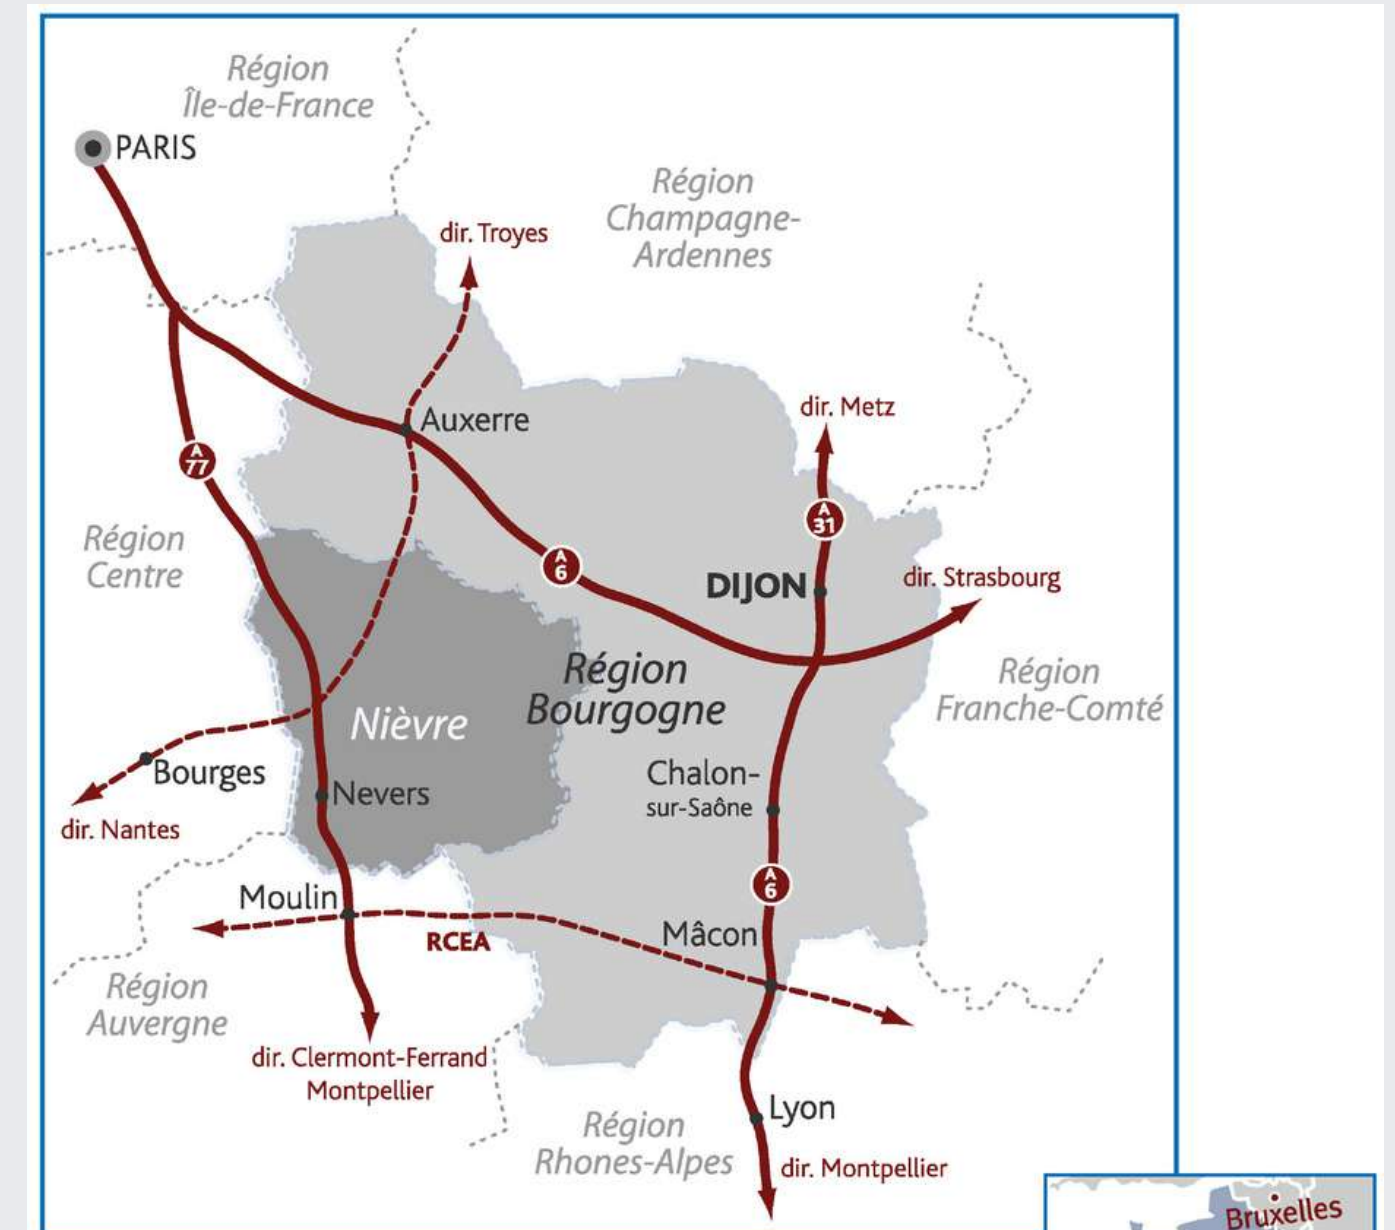 Région
Île-de-France
PARIS
Région
Champagne-
Ardennes
dir. Troyes
dir. Metz
Auxerre
A
77
A
31
Région
Centre
A
6
DIJON
dir. Strasbourg
Région
Bourgogne
Région
Franche-Comté
Nièvre
Bourges
Nevers
Chalon-
sur-Saône
dir. Nantes
A
6
Moulin
RCEA
Mâcon
Région
Auvergne
dir. Clermont-Ferrand
Montpellier
Lyon
Région
Rhones-Alpes
dir. Montpellier
Bruxelles